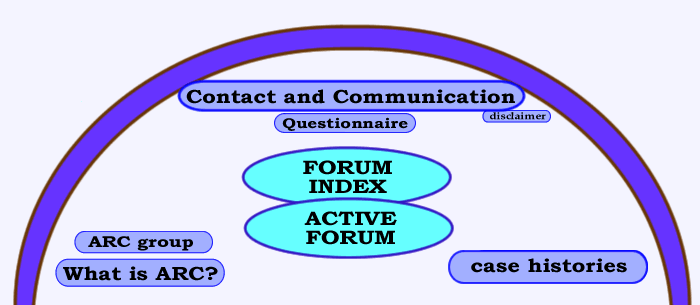 Contact and Communication
disclaimer
Questionnaire
FORUM
INDEX
ACTIVE
FORUM
ARC group
What is ARC?
case histories